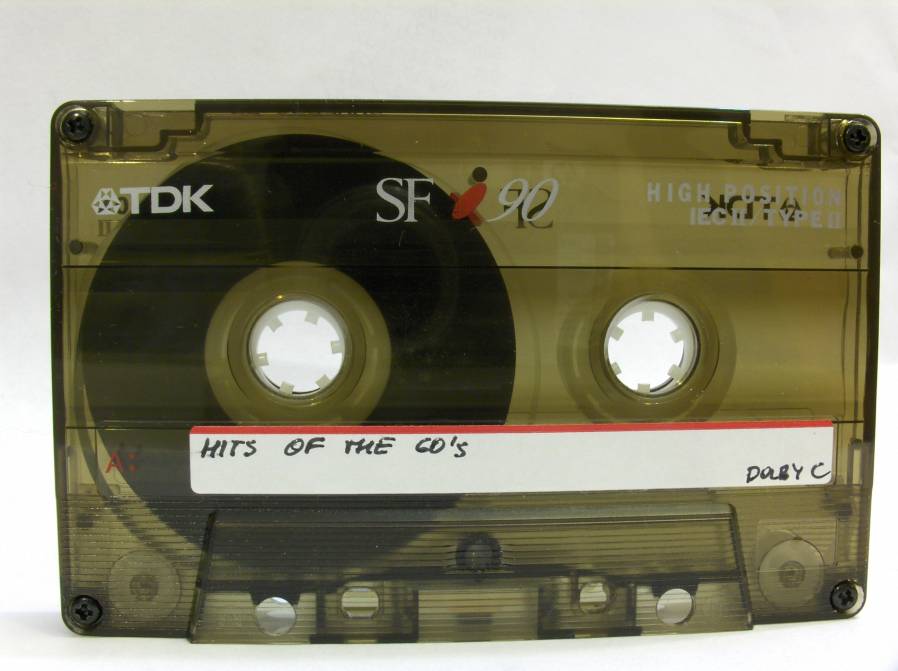 TDK
SF 90
HIGH POSITION
IEC II / TYPE II
A:
HITS OF THE 60's
DOLBY C